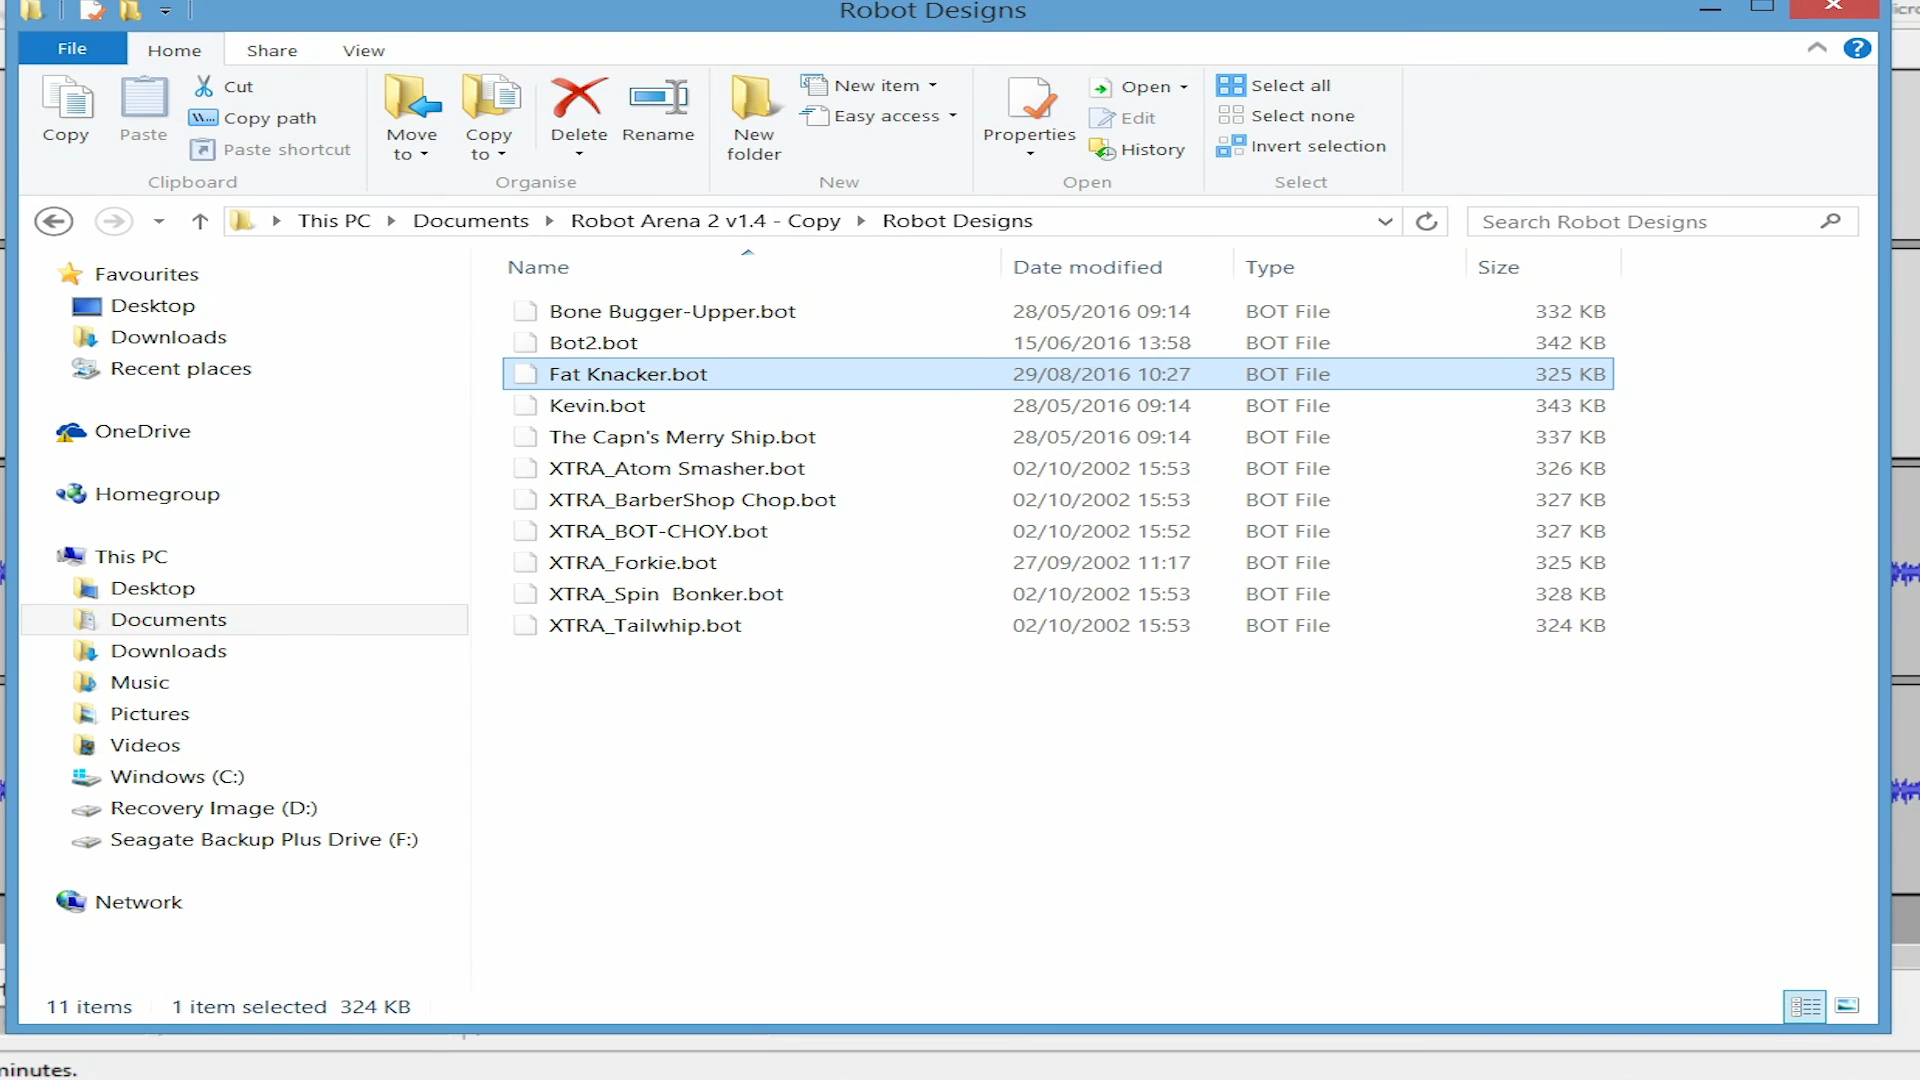 Robot Designs
File Home Share View
Copy Paste Cut Copy path Paste shortcut
Clipboard
Move to Copy to Delete Rename
Organise
New folder New item Easy access
New
Properties Open Edit History
Open
Select all Select none Invert selection
Select
This PC Documents Robot Arena 2 v1.4 - Copy Robot Designs Search Robot Designs
Favourites
Desktop
Downloads
Recent places
OneDrive
Homegroup
This PC
Desktop
Documents
Downloads
Music
Pictures
Videos
Windows (C:)
Recovery Image (D:)
Seagate Backup Plus Drive (F:)
Network
Name Date modified Type Size
Bone Bugger-Upper.bot 28/05/2016 09:14 BOT File 332 KB
Bot2.bot 15/06/2016 13:58 BOT File 342 KB
Fat Knacker.bot 29/08/2016 10:27 BOT File 325 KB
Kevin.bot 28/05/2016 09:14 BOT File 343 KB
The Capn's Merry Ship.bot 28/05/2016 09:14 BOT File 337 KB
XTRA_Atom Smasher.bot 02/10/2002 15:53 BOT File 326 KB
XTRA_BarberShop Chop.bot 02/10/2002 15:53 BOT File 327 KB
XTRA_BOT-CHOY.bot 02/10/2002 15:52 BOT File 327 KB
XTRA_Forkie.bot 27/09/2002 11:17 BOT File 325 KB
XTRA_Spin  Bonker.bot 02/10/2002 15:53 BOT File 328 KB
XTRA_Tailwhip.bot 02/10/2002 15:53 BOT File 324 KB
11 items 1 item selected 324 KB
minutes.